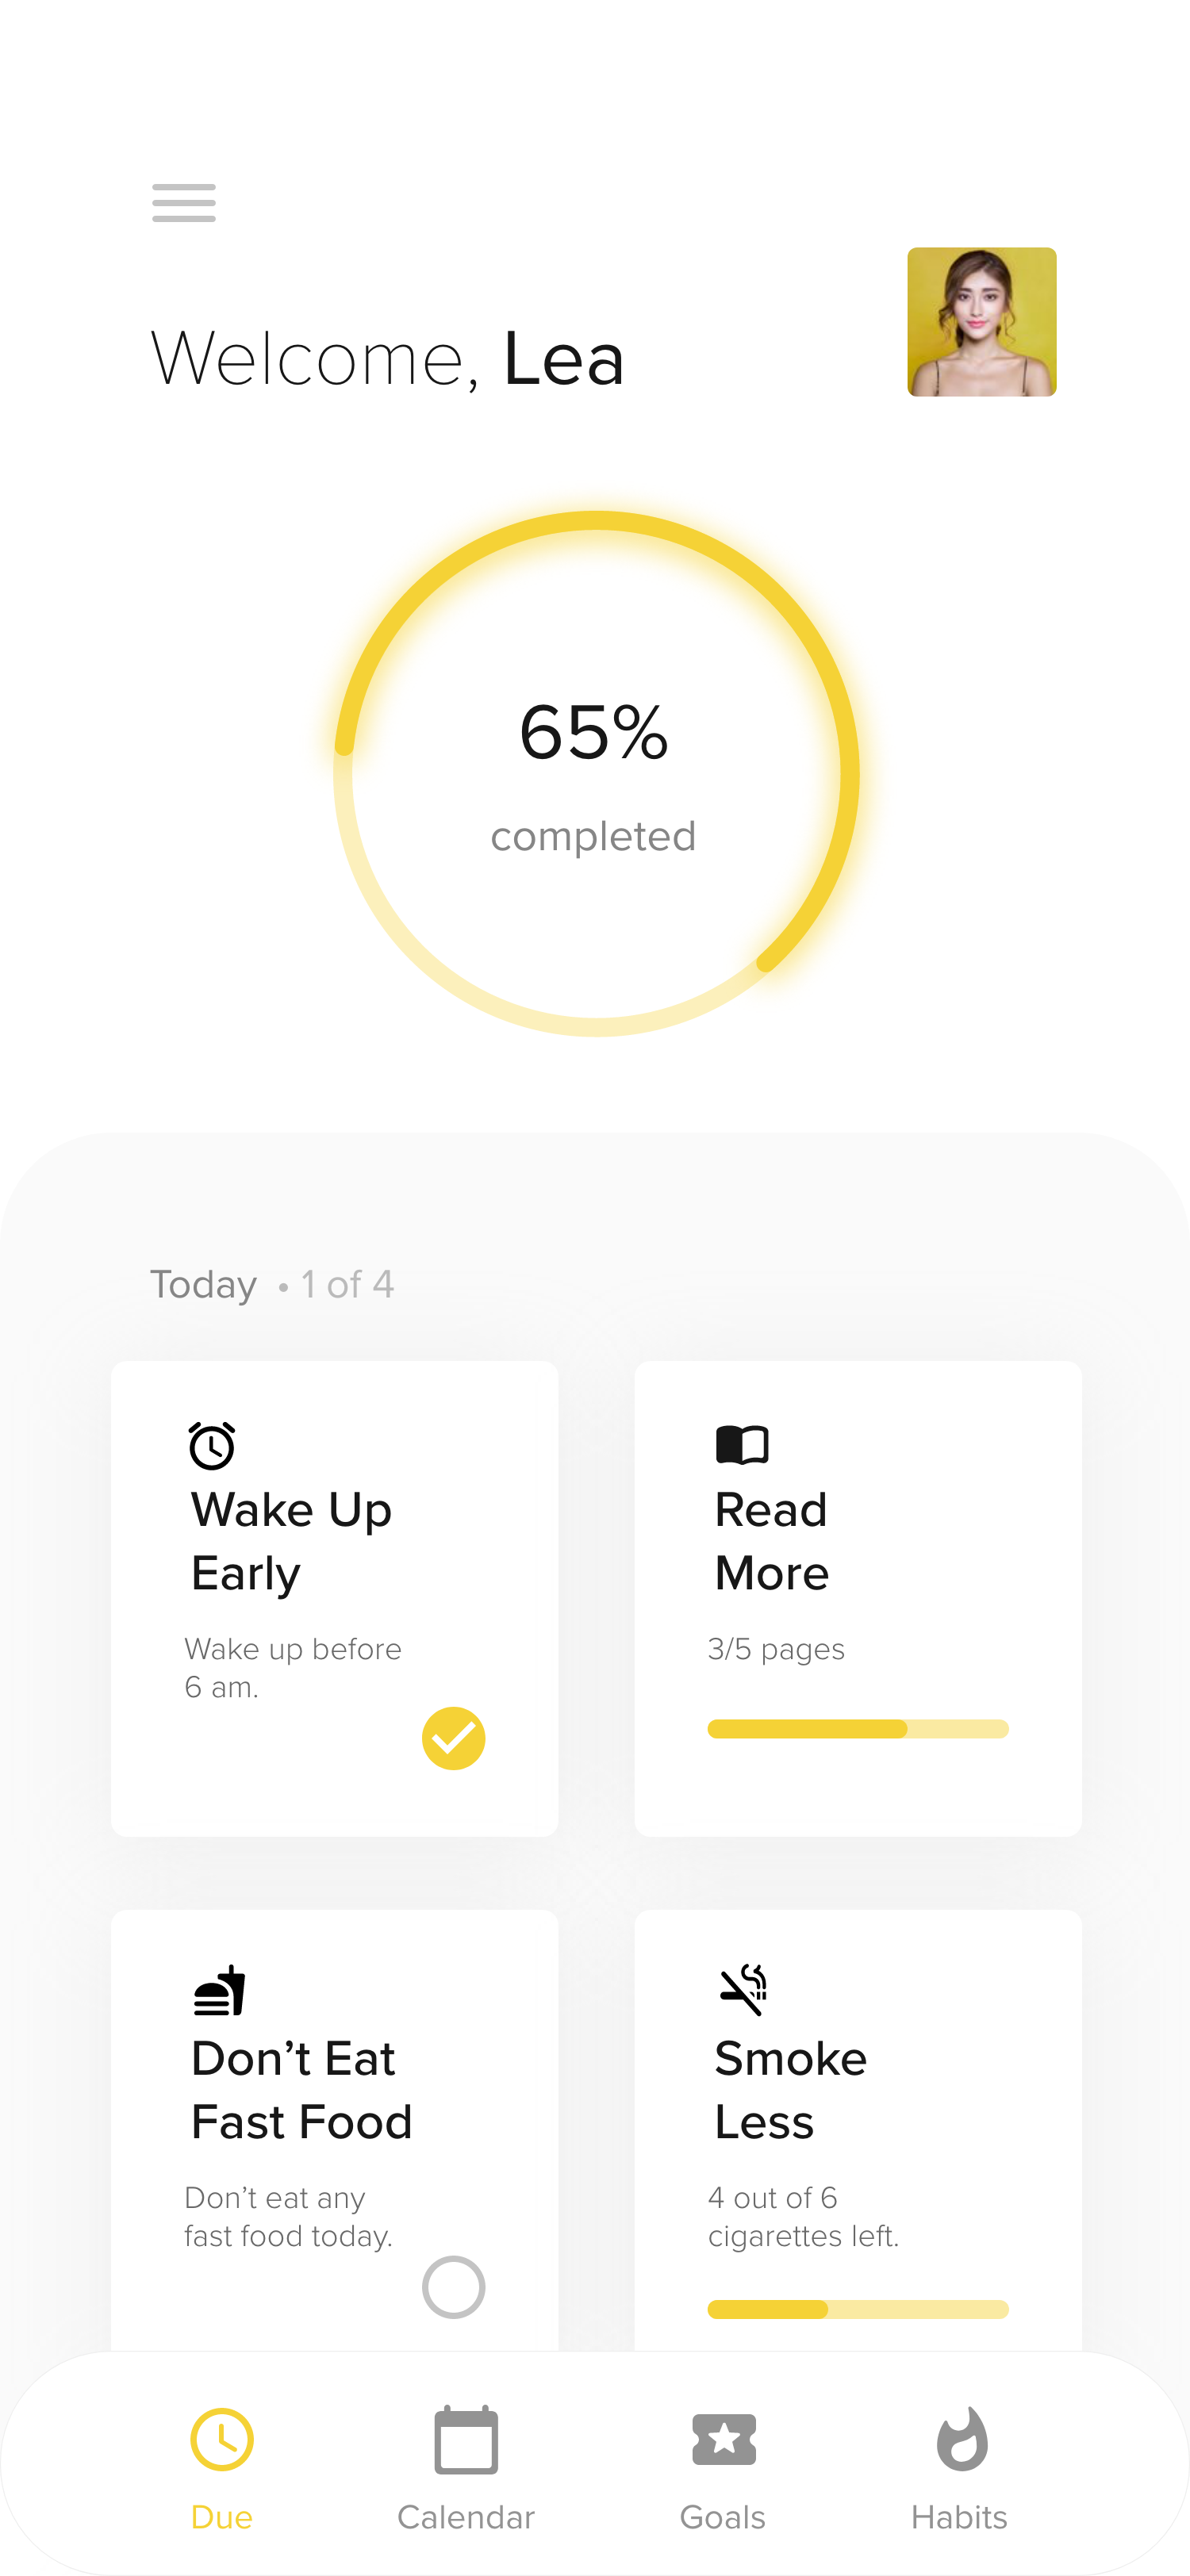 Welcome, Lea
65%
completed
Today • 1 of 4
Wake Up
Early
Wake up before
6 am.
Read
More
3/5 pages
Don’t Eat
Fast Food
Don’t eat any
fast food today.
Smoke
Less
4 out of 6
cigarettes left.
Due
Calendar
Goals
Habits